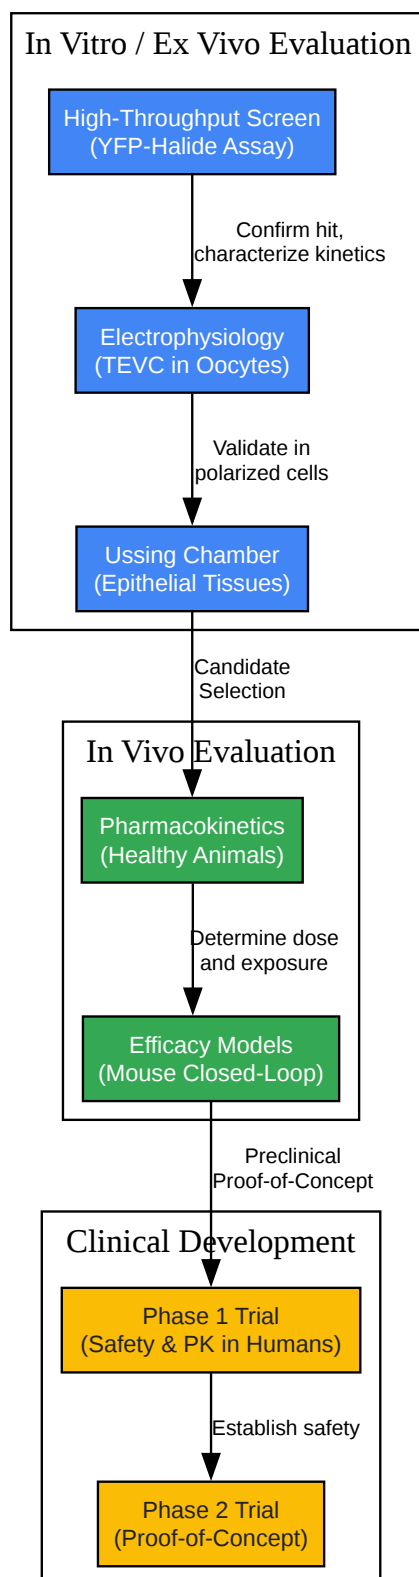 In Vitro / Ex Vivo Evaluation
High-Throughput Screen
(YFP-Halide Assay)
Confirm hit,
characterize kinetics
Electrophysiology
(TEVC in Oocytes)
Validate in
polarized cells
Ussing Chamber
(Epithelial Tissues)
Candidate
Selection
In Vivo Evaluation
Pharmacokinetics
(Healthy Animals)
Determine dose
and exposure
Efficacy Models
(Mouse Closed-Loop)
Preclinical
Proof-of-Concept
Clinical Development
Phase 1 Trial
(Safety & PK in Humans)
Establish safety
Phase 2 Trial
(Proof-of-Concept)